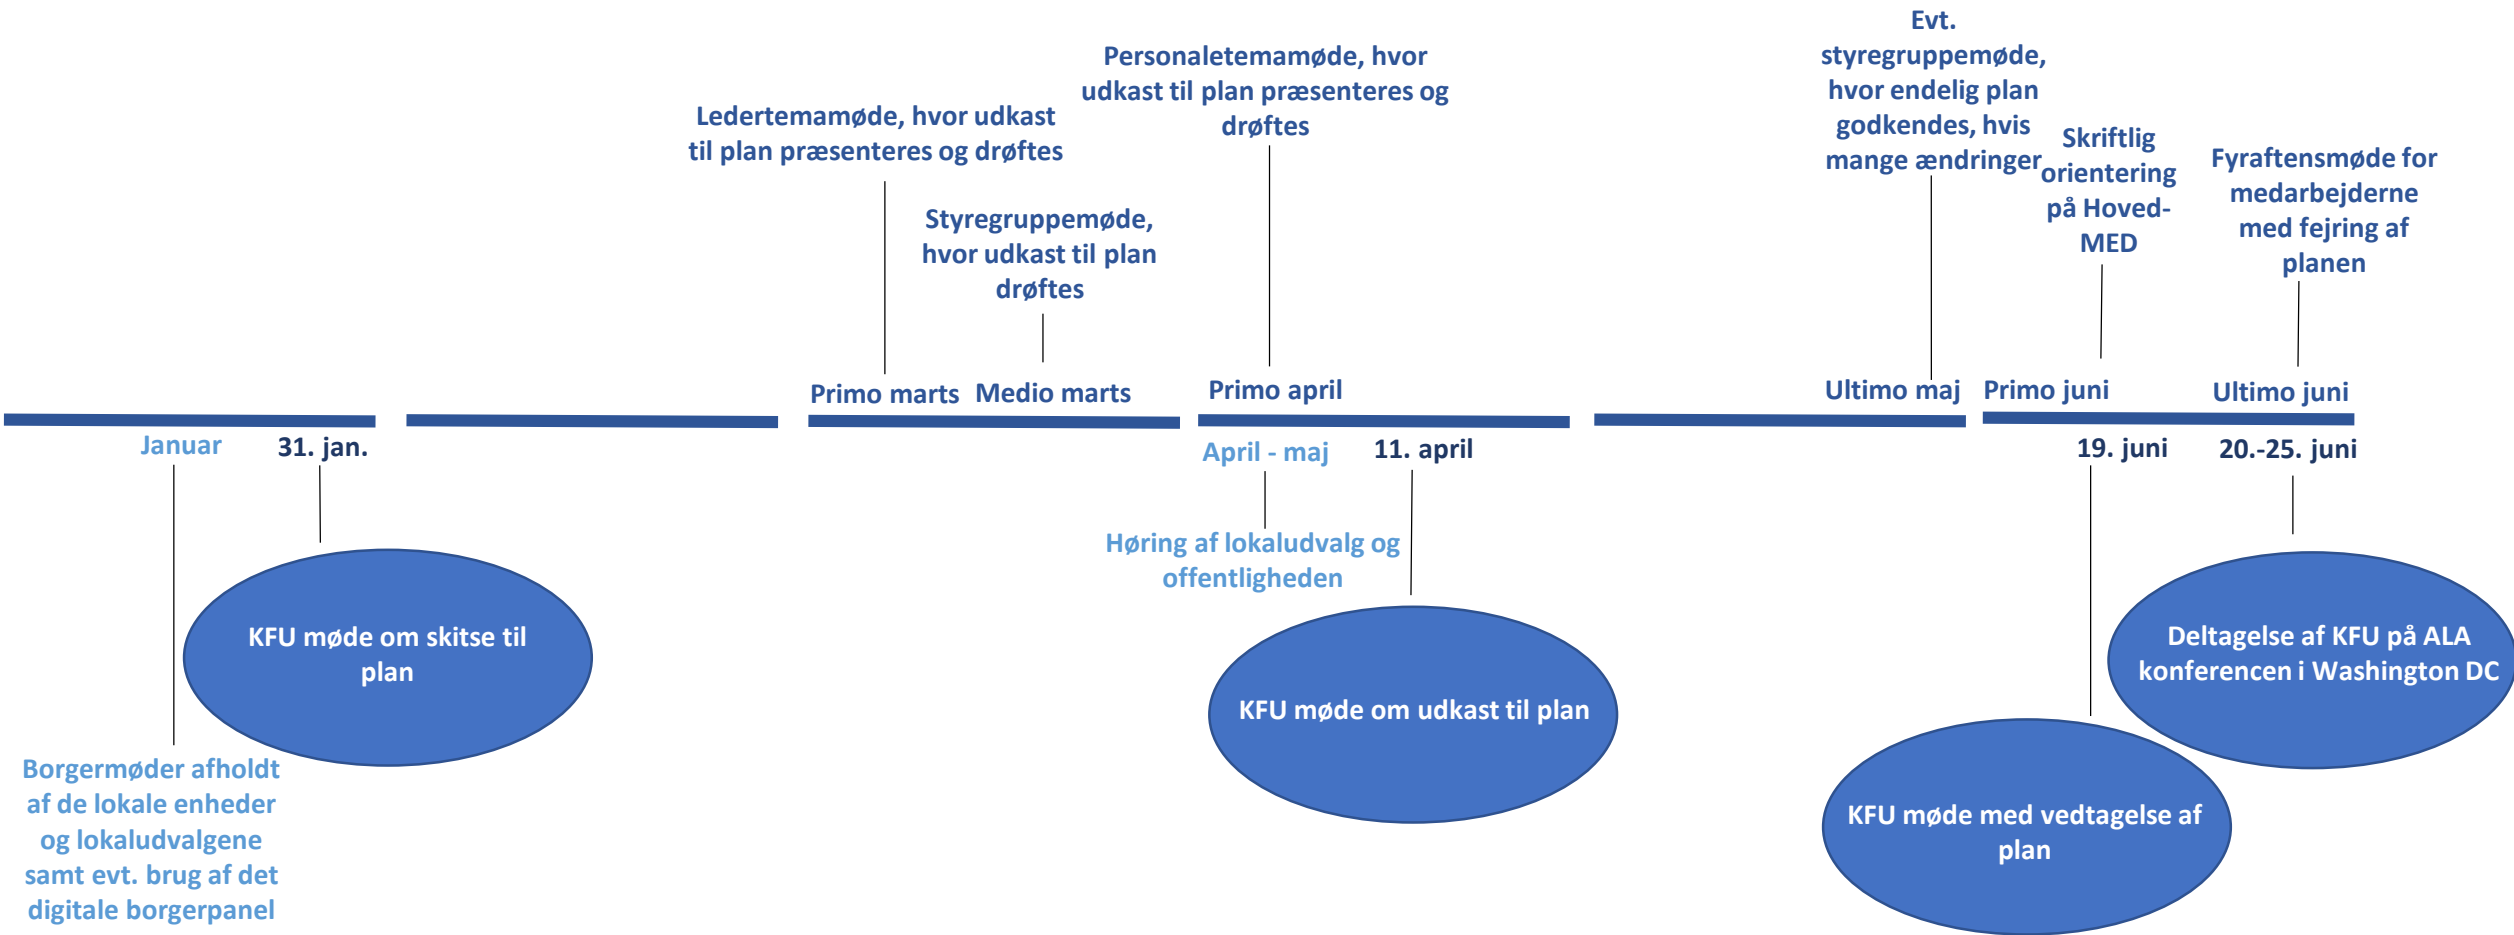 Ledertemamøde, hvor udkast
til plan præsenteres og drøftes
Styregruppemøde,
hvor udkast til plan
drøftes
Personaletemamøde, hvor
udkast til plan præsenteres og
drøftes
Evt.
styregruppemøde,
hvor endelig plan
godkendes, hvis
mange ændringer
Skriftlig
orientering
på Hoved-
MED
Fyraftensmøde for
medarbejderne
med fejring af
planen
Primo marts
Medio marts
Primo april
Ultimo maj
Primo juni
Ultimo juni
Januar
31. jan.
April - maj
11. april
19. juni
20.-25. juni
Borgermøder afholdt
af de lokale enheder
og lokaludvalgene
samt evt. brug af det
digitale borgerpanel
KFU møde om skitse til
plan
Høring af lokaludvalg og
offentligheden
KFU møde om udkast til plan
KFU møde med vedtagelse af
plan
Deltagelse af KFU på ALA
konferencen i Washington DC